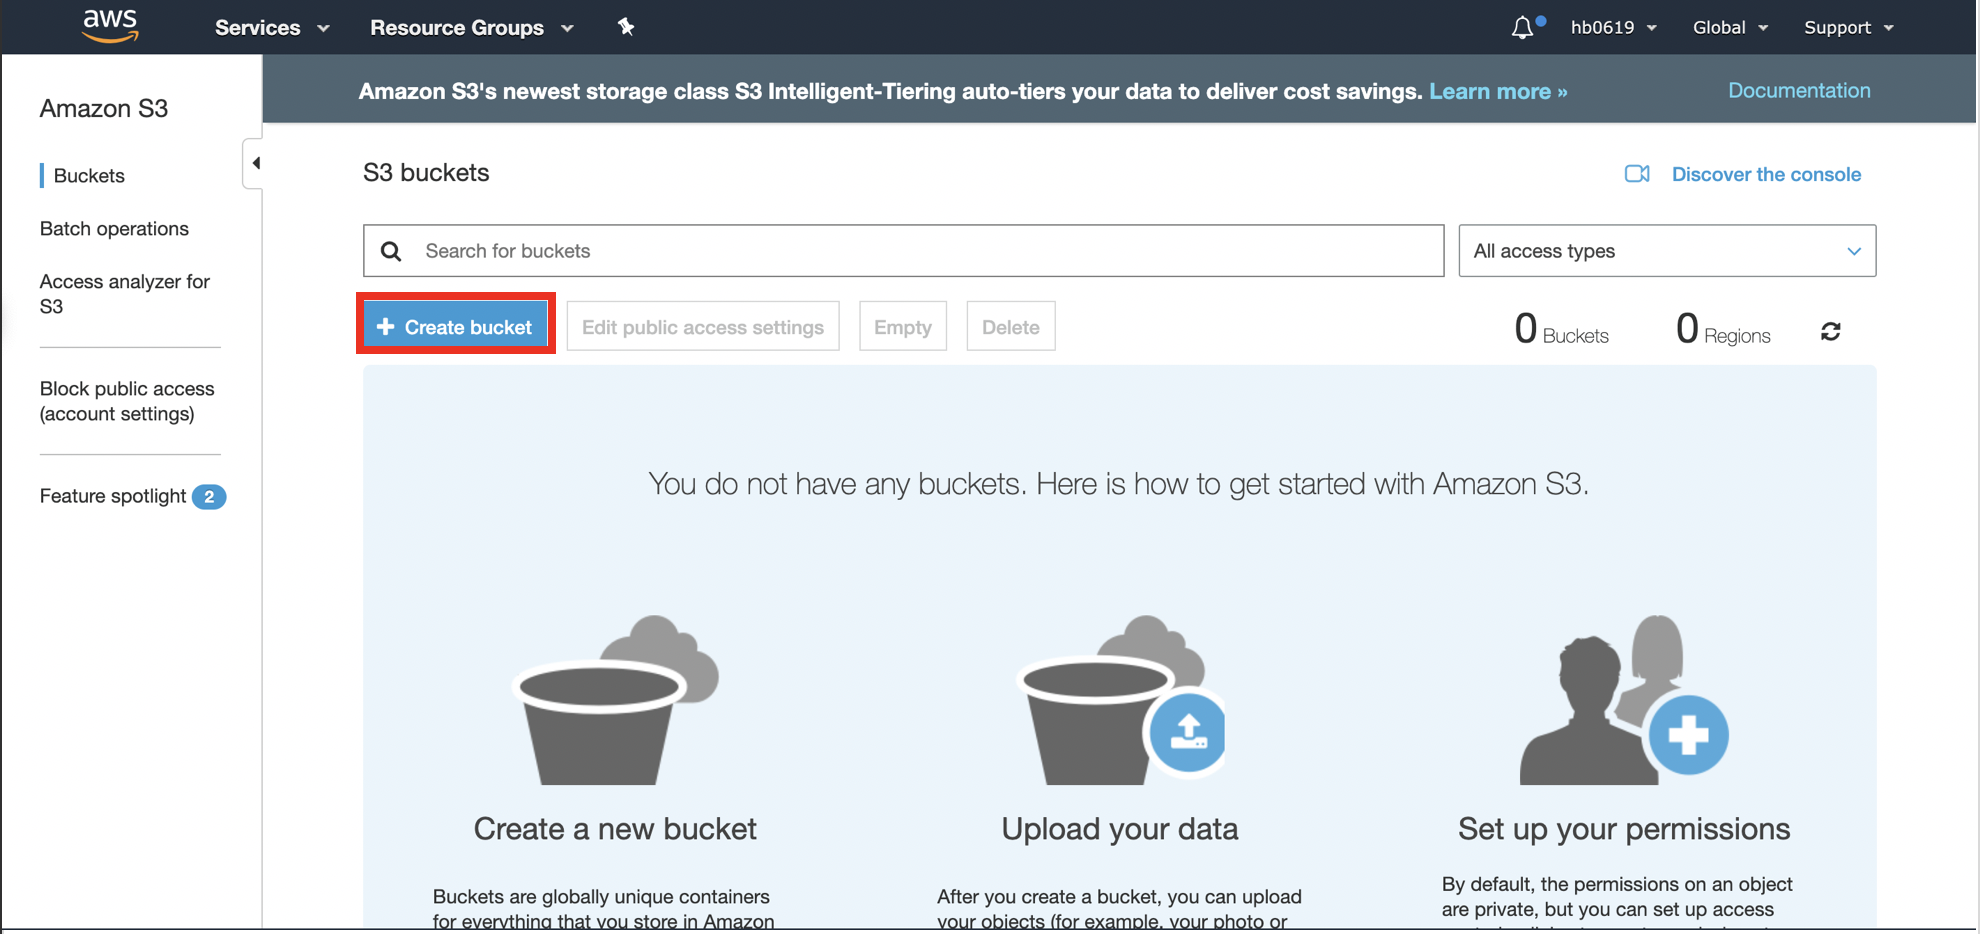 aws
Services
Resource Groups
hb0619
Global
Support
Amazon S3's newest storage class S3 Intelligent-Tiering auto-tiers your data to deliver cost savings. Learn more »
Documentation
Amazon S3
Buckets
Batch operations
Access analyzer for
S3
Block public access
(account settings)
Feature spotlight 2
S3 buckets
Discover the console
Search for buckets
All access types
Create bucket
Edit public access settings
Empty
Delete
0 Buckets
0 Regions
You do not have any buckets. Here is how to get started with Amazon S3.
Create a new bucket
Buckets are globally unique containers
for everything that you store in Amazon
Upload your data
After you create a bucket, you can upload
your objects (for example, your photo or
Set up your permissions
By default, the permissions on an object
are private, but you can set up access